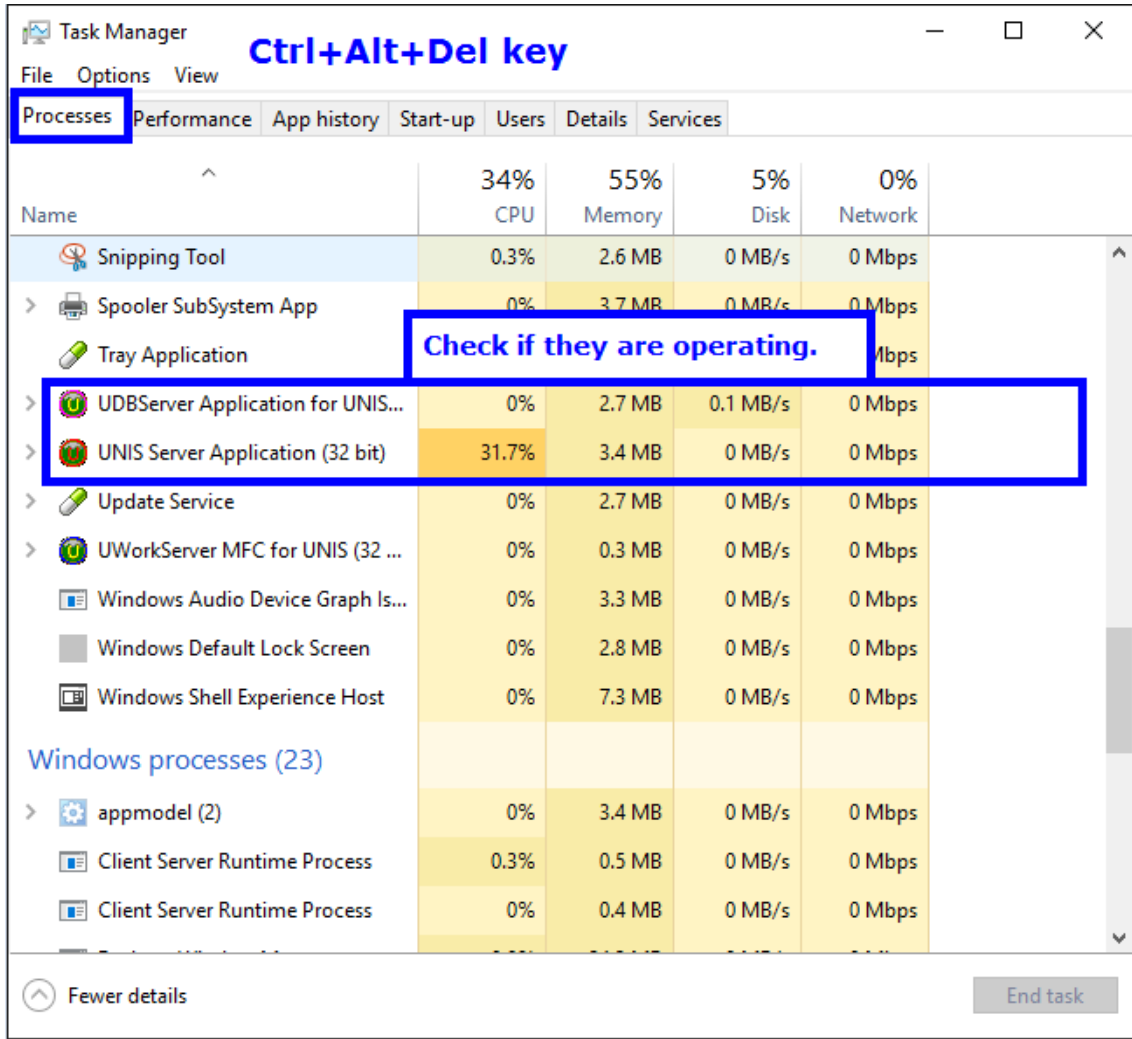 Task Manager
Ctrl+Alt+Del key
File Options View
Processes Performance App history Start-up Users Details Services
34% 55% 5% 0%
Name CPU Memory Disk Network
Snipping Tool 0.3% 2.6 MB 0 MB/s 0 Mbps
Spooler SubSystem App 0% 3.7 MB 0 MB/s 0 Mbps
Check if they are operating.
Tray Application Mbps
UDBServer Application for UNIS... 0% 2.7 MB 0.1 MB/s 0 Mbps
UNIS Server Application (32 bit) 31.7% 3.4 MB 0 MB/s 0 Mbps
Update Service 0% 2.7 MB 0 MB/s 0 Mbps
UWorkServer MFC for UNIS (32 ... 0% 0.3 MB 0 MB/s 0 Mbps
Windows Audio Device Graph Is... 0% 3.3 MB 0 MB/s 0 Mbps
Windows Default Lock Screen 0% 2.8 MB 0 MB/s 0 Mbps
Windows Shell Experience Host 0% 7.3 MB 0 MB/s 0 Mbps
Windows processes (23)
appmodel (2) 0% 3.4 MB 0 MB/s 0 Mbps
Client Server Runtime Process 0.3% 0.5 MB 0 MB/s 0 Mbps
Client Server Runtime Process 0% 0.4 MB 0 MB/s 0 Mbps
Fewer details End task